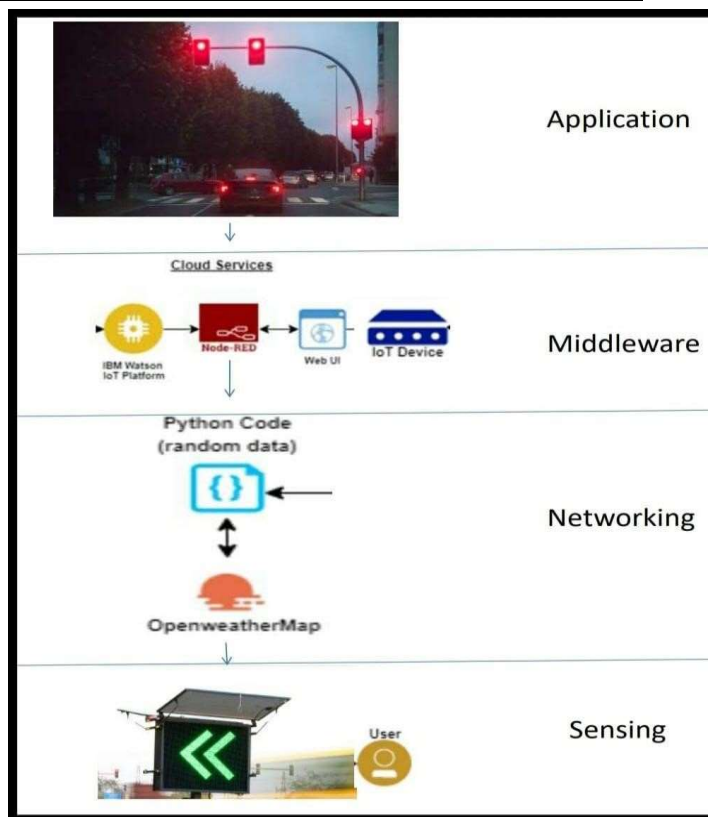 Application
Cloud Services
IBM Watson
IoT Platform
Node-RED
Web UI
IoT Device
Middleware
Python Code
(random data)
{}
Networking
OpenweatherMap
User
Sensing